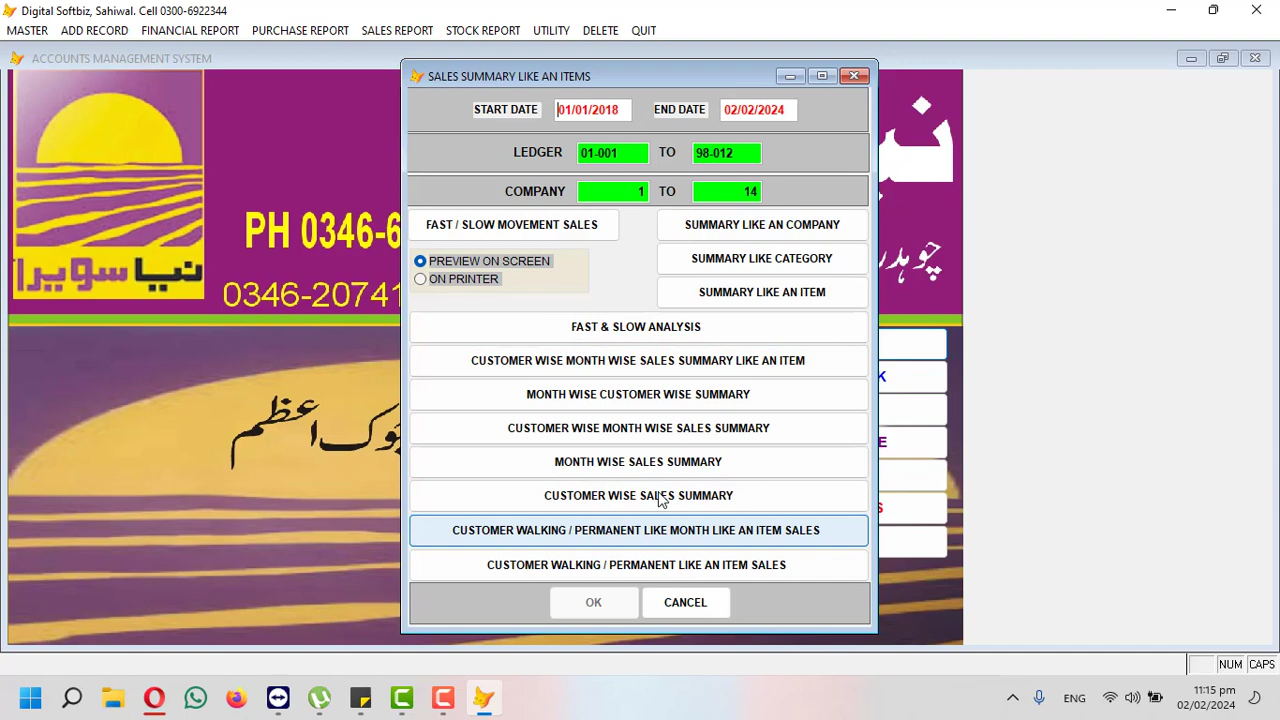 Digital Softbiz, Sahiwal. Cell 0300-6922344
MASTER ADD RECORD FINANCIAL REPORT PURCHASE REPORT SALES REPORT STOCK REPORT UTILITY DELETE QUIT
ACCOUNTS MANAGEMENT SYSTEM
نیا سویرا
PH 0346-6
0346-20741
SALES SUMMARY LIKE AN ITEMS
START DATE 01/01/2018 END DATE 02/02/2024
LEDGER 01-001 TO 98-012
COMPANY 1 TO 14
FAST / SLOW MOVEMENT SALES
SUMMARY LIKE AN COMPANY
PREVIEW ON SCREEN
ON PRINTER
SUMMARY LIKE CATEGORY
SUMMARY LIKE AN ITEM
FAST & SLOW ANALYSIS
CUSTOMER WISE MONTH WISE SALES SUMMARY LIKE AN ITEM
MONTH WISE CUSTOMER WISE SUMMARY
CUSTOMER WISE MONTH WISE SALES SUMMARY
MONTH WISE SALES SUMMARY
CUSTOMER WISE SALES SUMMARY
CUSTOMER WALKING / PERMANENT LIKE MONTH LIKE AN ITEM SALES
CUSTOMER WALKING / PERMANENT LIKE AN ITEM SALES
OK CANCEL
چوہدر
K
E
S
چوک اعظم
NUM CAPS
ENG
11:15 pm
02/02/2024